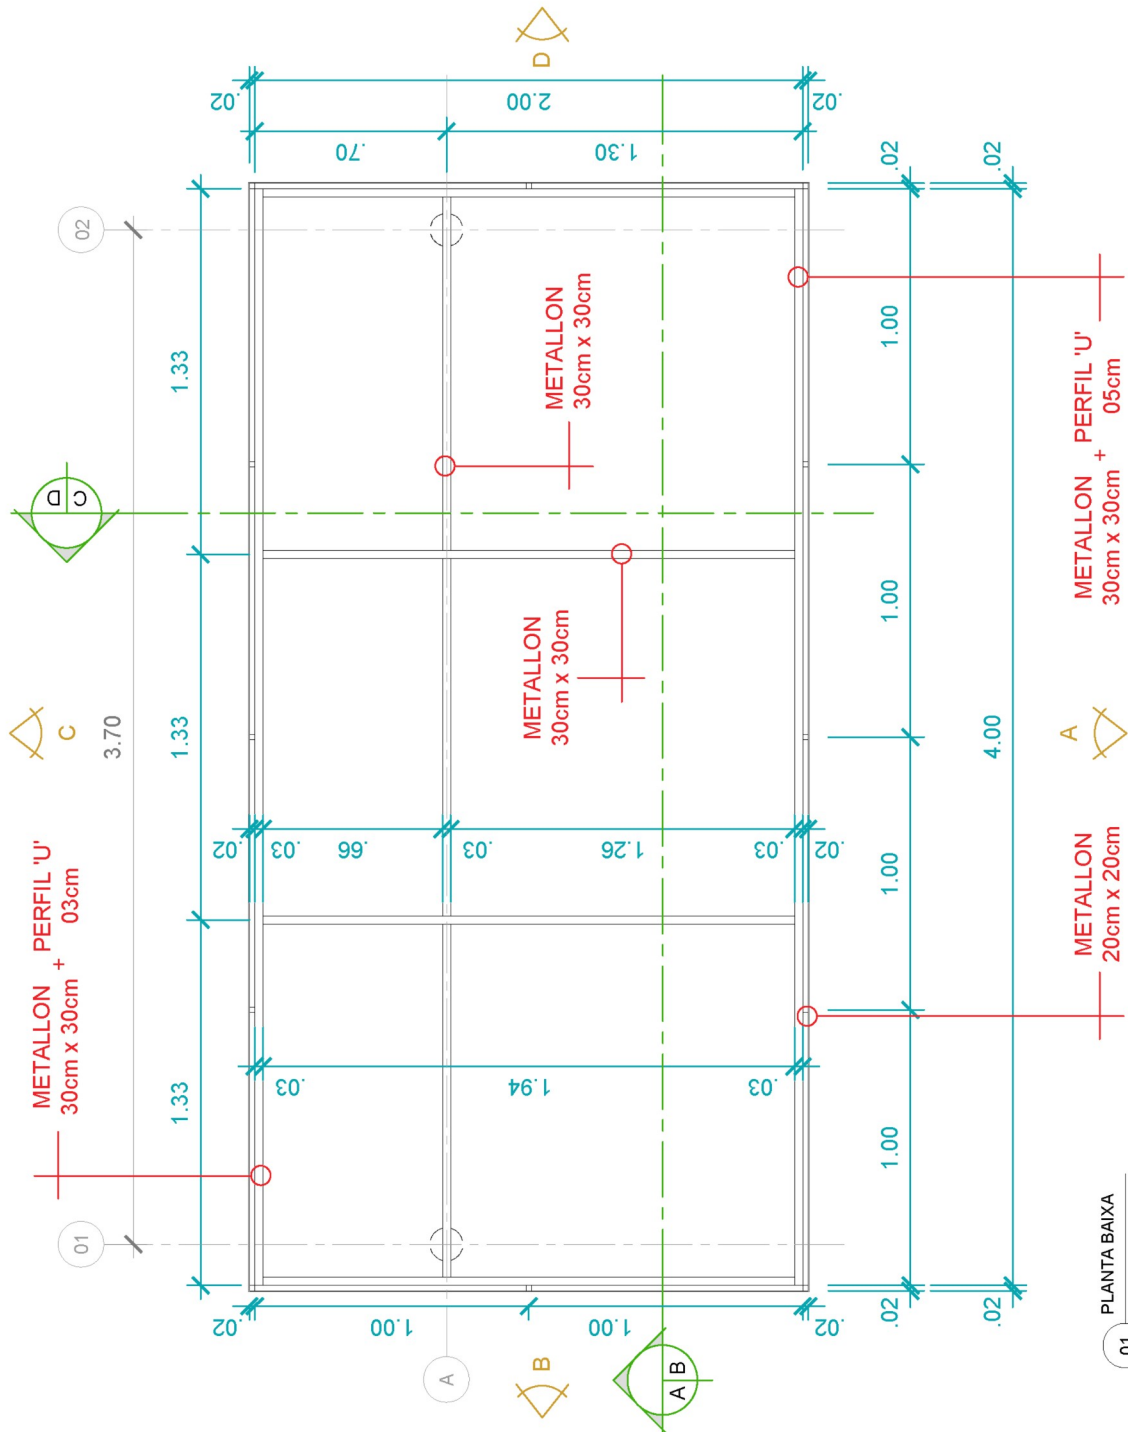 METALLON
30cm x 30cm
+
PERFIL 'U'
03cm
01
3.70
C
C
D
02
1.33
1.33
1.33
D
.02
2.00
.02
.70
1.30
METALLON
30cm x 30cm
METALLON
30cm x 30cm
.02
.03
.66
.03
1.26
.03
.02
.03
1.94
.03
A
B
.02
1.00
1.00
.02
A
B
.02
1.00
1.00
1.00
1.00
.02
.02
4.00
.02
METALLON
20cm x 20cm
A
METALLON
30cm x 30cm
+
PERFIL 'U'
05cm
01
PLANTA BAIXA